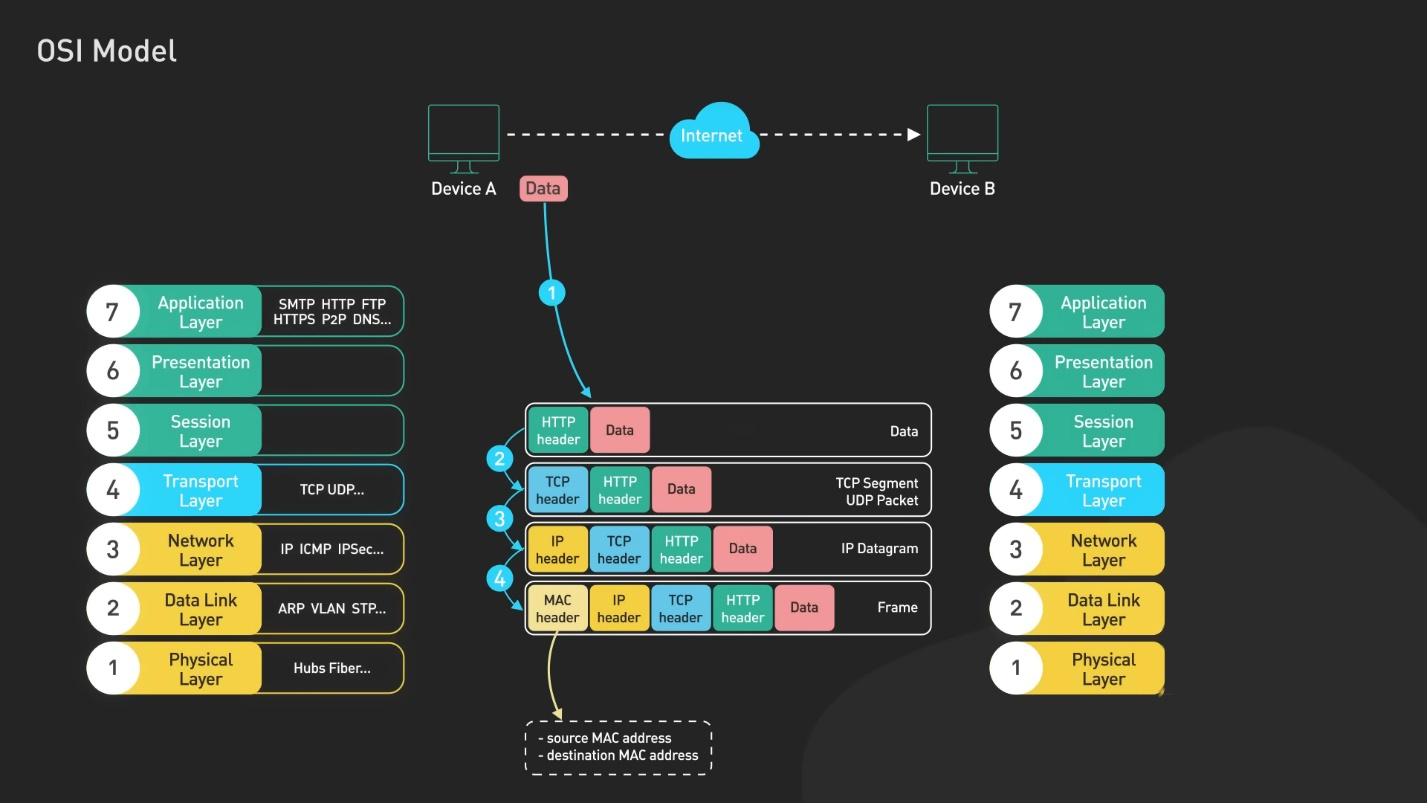 OSI Model
Internet
Device A
Data
Device B
1
7
Application
Layer
SMTP HTTP FTP
HTTPS P2P DNS...
6
Presentation
Layer
5
Session
Layer
4
Transport
Layer
TCP UDP...
3
Network
Layer
IP ICMP IPSec...
2
Data Link
Layer
ARP VLAN STP...
1
Physical
Layer
Hubs Fiber...
HTTP
header
Data
Data
2
TCP
header
HTTP
header
Data
TCP Segment
UDP Packet
3
IP
header
TCP
header
HTTP
header
Data
IP Datagram
4
MAC
header
IP
header
TCP
header
HTTP
header
Data
Frame
- source MAC address
- destination MAC address
7
Application
Layer
6
Presentation
Layer
5
Session
Layer
4
Transport
Layer
3
Network
Layer
2
Data Link
Layer
1
Physical
Layer